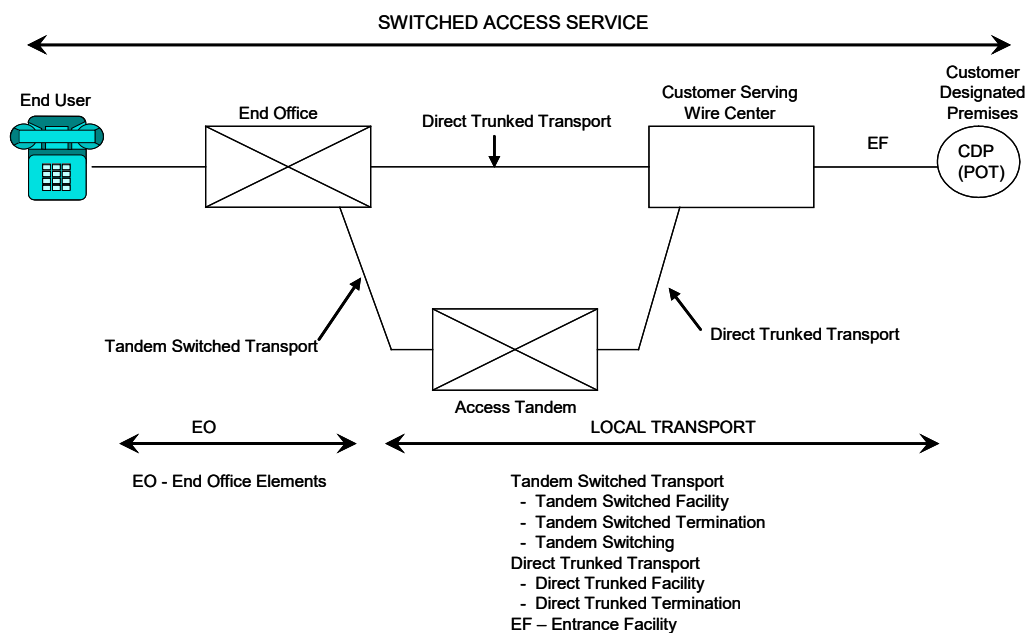 SWITCHED ACCESS SERVICE
End User
End Office
Direct Trunked Transport
Customer Serving
Wire Center
EF
Customer
Designated
Premises
CDP
(POT)
Tandem Switched Transport
Access Tandem
Direct Trunked Transport
EO
LOCAL TRANSPORT
EO - End Office Elements
Tandem Switched Transport
- Tandem Switched Facility
- Tandem Switched Termination
- Tandem Switching
Direct Trunked Transport
- Direct Trunked Facility
- Direct Trunked Termination
EF – Entrance Facility